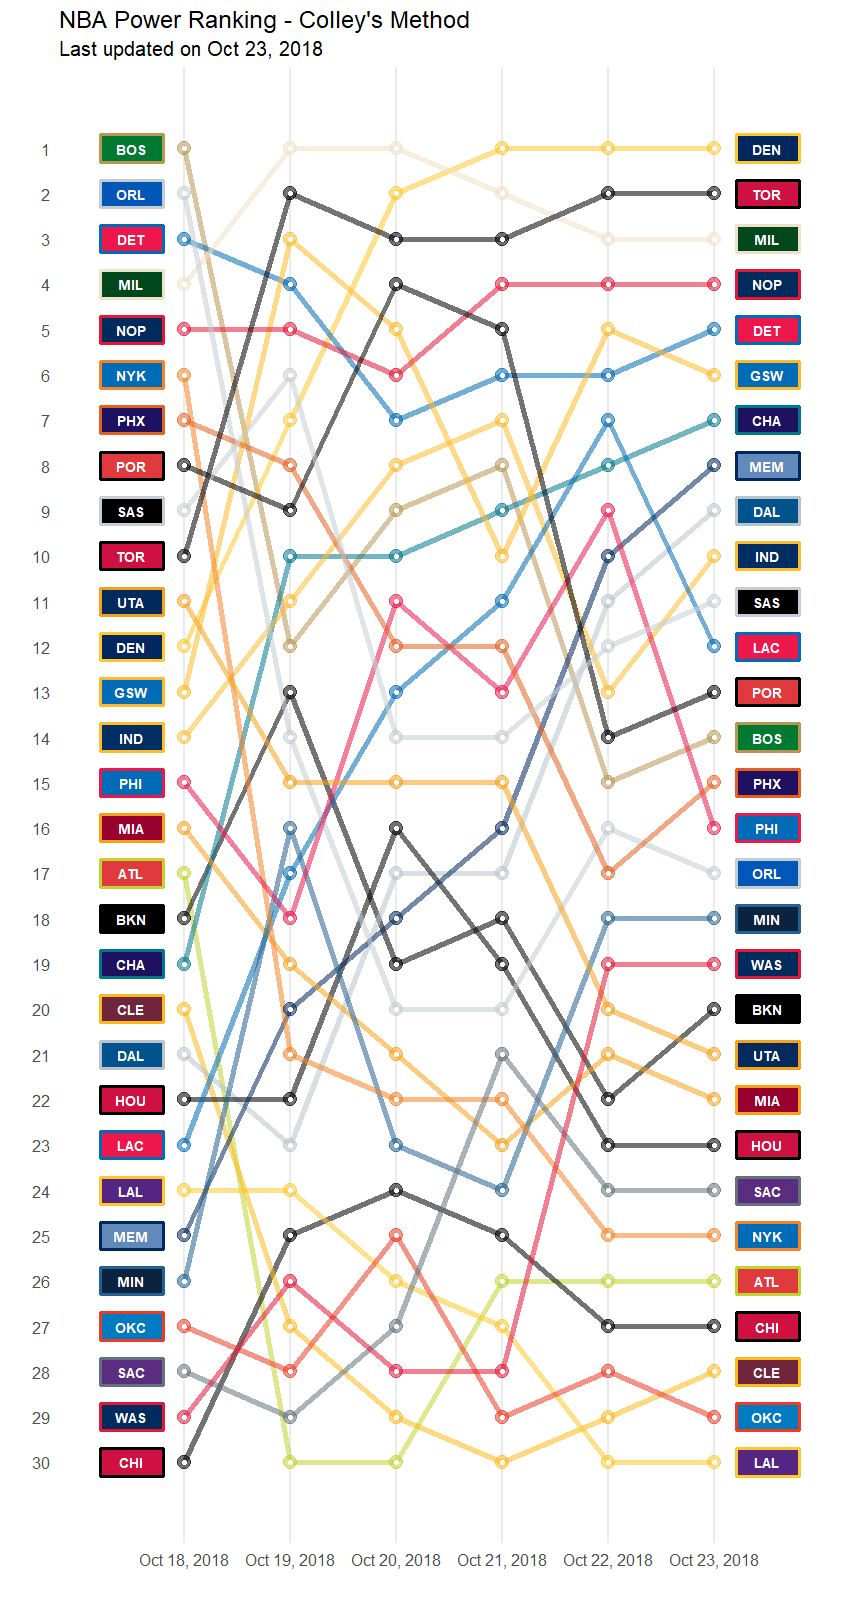 NBA Power Ranking - Colley's Method
Last updated on Oct 23, 2018
1 BOS DEN
2 ORL TOR
3 DET MIL
4 MIL NOP
5 NOP DET
6 NYK GSW
7 PHX CHA
8 POR MEM
9 SAS DAL
10 TOR IND
11 UTA SAS
12 DEN LAC
13 GSW POR
14 IND BOS
15 PHI PHX
16 MIA PHI
17 ATL ORL
18 BKN MIN
19 CHA WAS
20 CLE BKN
21 DAL UTA
22 HOU MIA
23 LAC HOU
24 LAL SAC
25 MEM NYK
26 MIN ATL
27 OKC CHI
28 SAC CLE
29 WAS OKC
30 CHI LAL
Oct 18, 2018 Oct 19, 2018 Oct 20, 2018 Oct 21, 2018 Oct 22, 2018 Oct 23, 2018